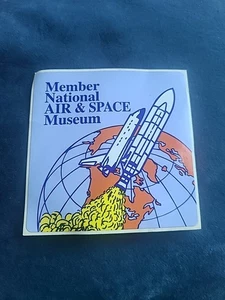 Member
National
AIR & SPACE
Museum